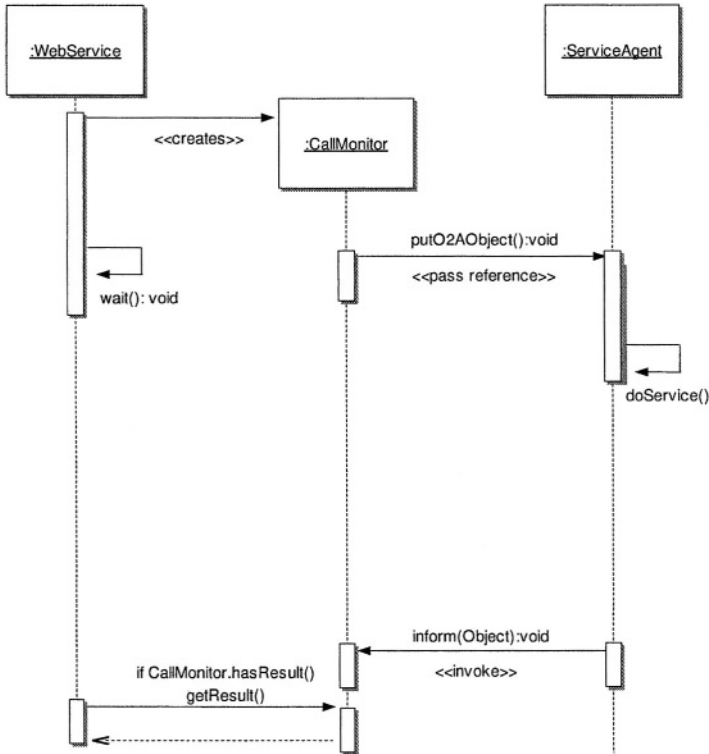 :WebService
:ServiceAgent
<<creates>>
:CallMonitor
putO2AObject():void
<<pass reference>>
wait(): void
doService()
inform(Object):void
<<invoke>>
if CallMonitor.hasResult()
getResult()